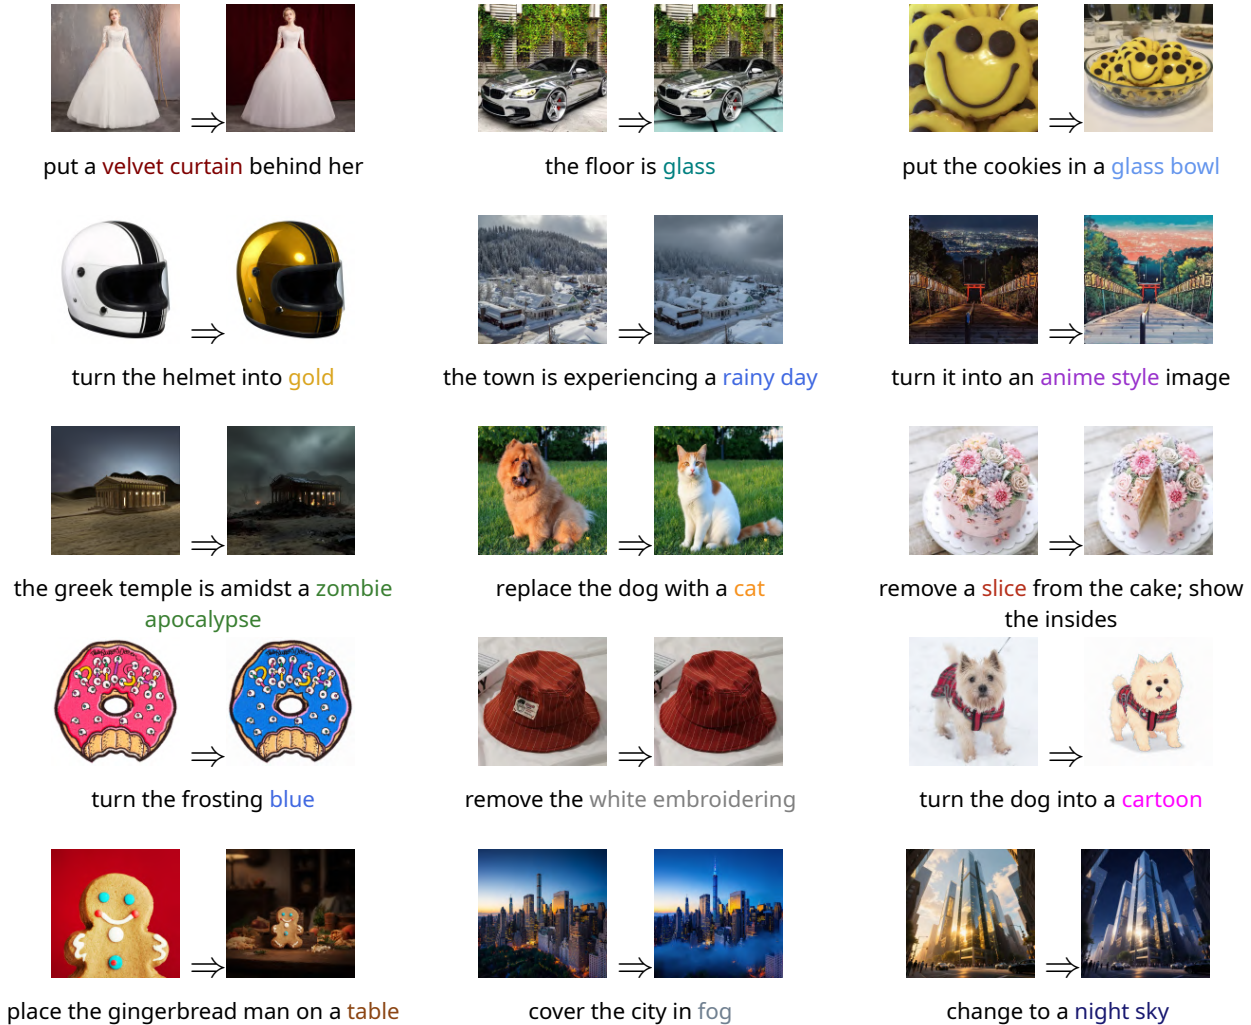 put a velvet curtain behind her
the floor is glass
put the cookies in a glass bowl
turn the helmet into gold
the town is experiencing a rainy day
turn it into an anime style image
the greek temple is amidst a zombie
apocalypse
replace the dog with a cat
remove a slice from the cake; show
the insides
turn the frosting blue
remove the white embroidering
turn the dog into a cartoon
place the gingerbread man on a table
cover the city in fog
change to a night sky